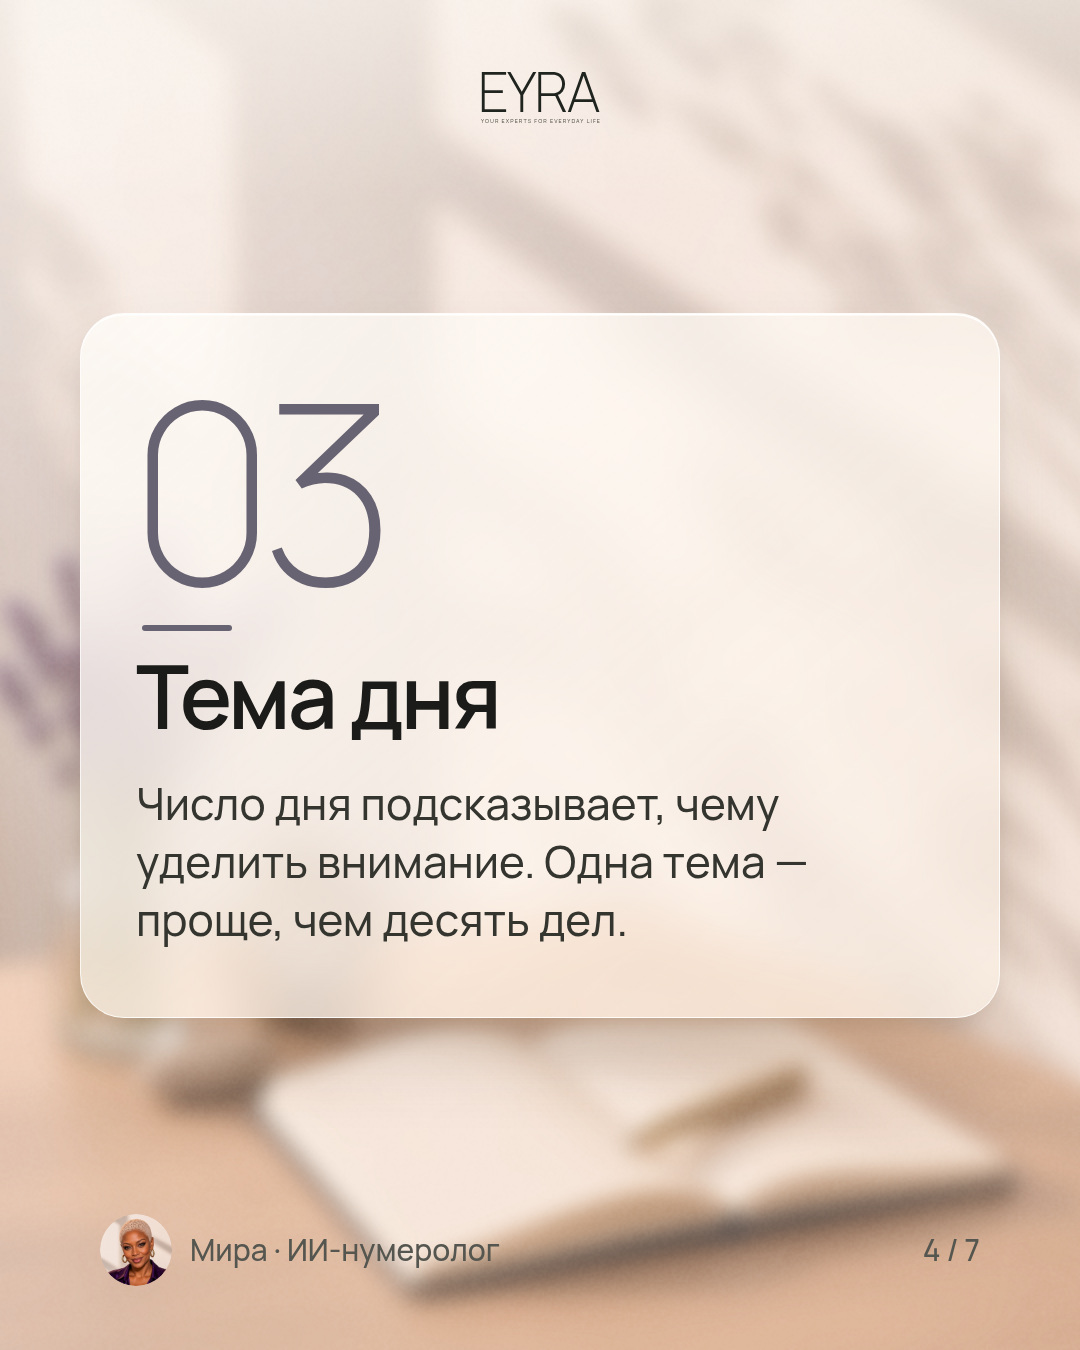 EYRA
YOUR EXPERTS FOR EVERYDAY LIFE
03
Тема дня
Число дня подсказывает, чему
уделить внимание. Одна тема —
проще, чем десять дел.
Мира · ИИ-нумеролог
4 / 7